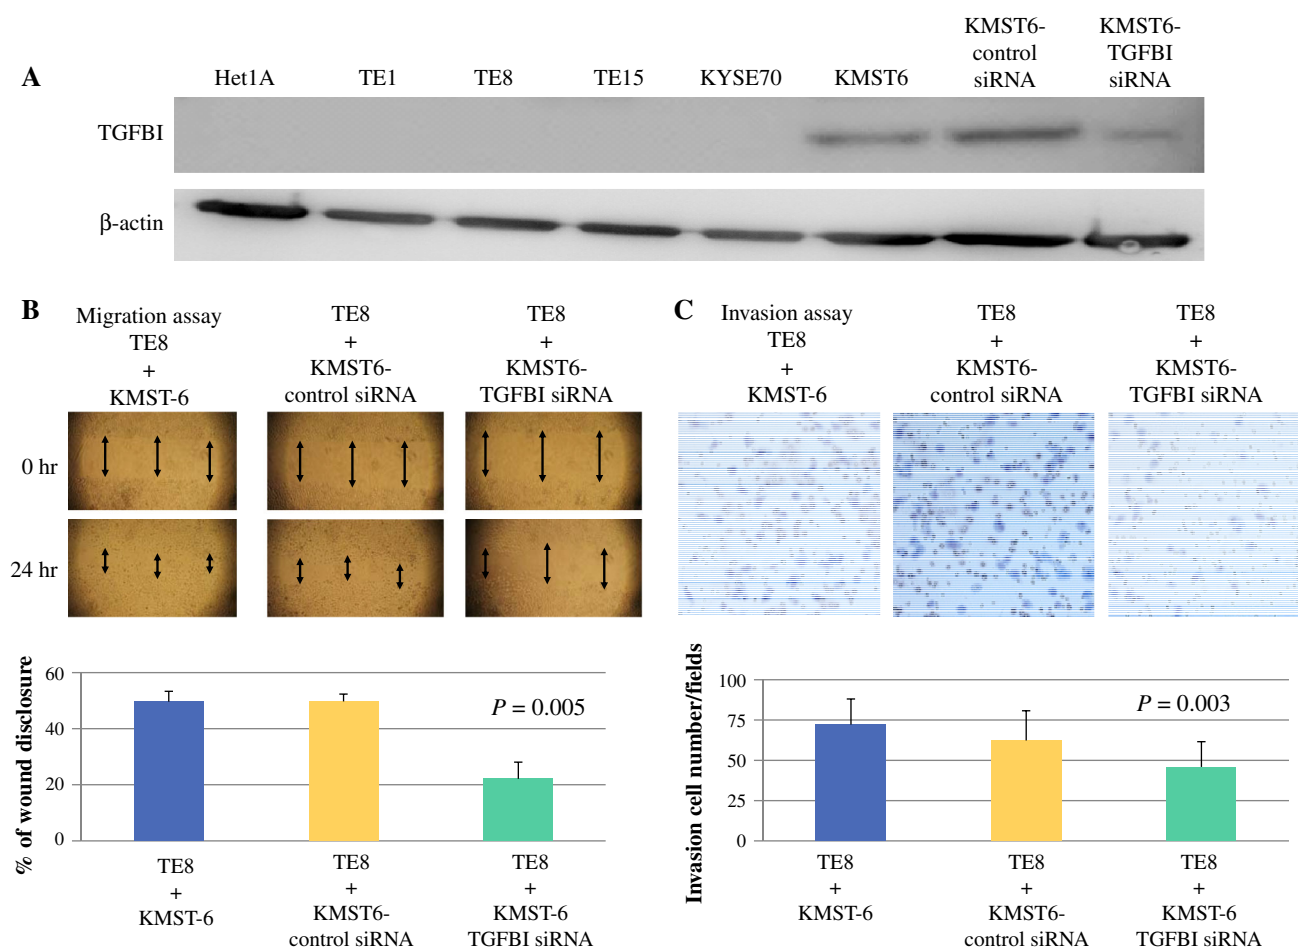 A
Het1A
TE1
TE8
TE15
KYSE70
KMST6
KMST6-
control
siRNA
KMST6-
TGFBI
siRNA
TGFBI
β-actin
B
Migration assay
TE8
+
KMST-6
TE8
+
KMST6-
control siRNA
TE8
+
KMST6-
TGFBI siRNA
0 hr
24 hr
% of wound disclosure
60
40
20
0
P = 0.005
TE8
+
KMST-6
TE8
+
KMST6-
control siRNA
TE8
+
KMST-6
TGFBI siRNA
C
Invasion assay
TE8
+
KMST-6
TE8
+
KMST6-
control siRNA
TE8
+
KMST6-
TGFBI siRNA
Invasion cell number/fields
100
75
50
25
0
P = 0.003
TE8
+
KMST-6
TE8
+
KMST6-
control siRNA
TE8
+
KMST-6
TGFBI siRNA